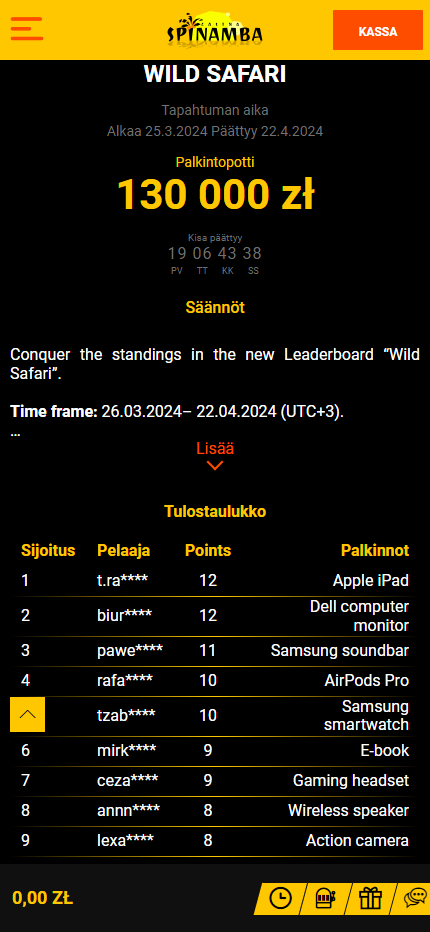 CASINO
SPINAMBA
KASSA
WILD SAFARI
Tapahtuman aika
Alkaa 25.3.2024 Päättyy 22.4.2024
Palkintopotti
130 000 zł
Kisa päättyy
19 06 43 38
PV TT KK SS
Säännöt
Conquer the standings in the new Leaderboard “Wild
Safari”.
Time frame: 26.03.2024– 22.04.2024 (UTC+3).
...
Lisää
Tulostaulukko
Sijoitus Pelaaja Points Palkinnot
1 t.ra**** 12 Apple iPad
2 biur**** 12 Dell computer
monitor
3 pawe**** 11 Samsung soundbar
4 rafa**** 10 AirPods Pro
tzab**** 10 Samsung
smartwatch
6 mirk**** 9 E-book
7 ceza**** 9 Gaming headset
8 annn**** 8 Wireless speaker
9 lexa**** 8 Action camera
0,00 ZŁ